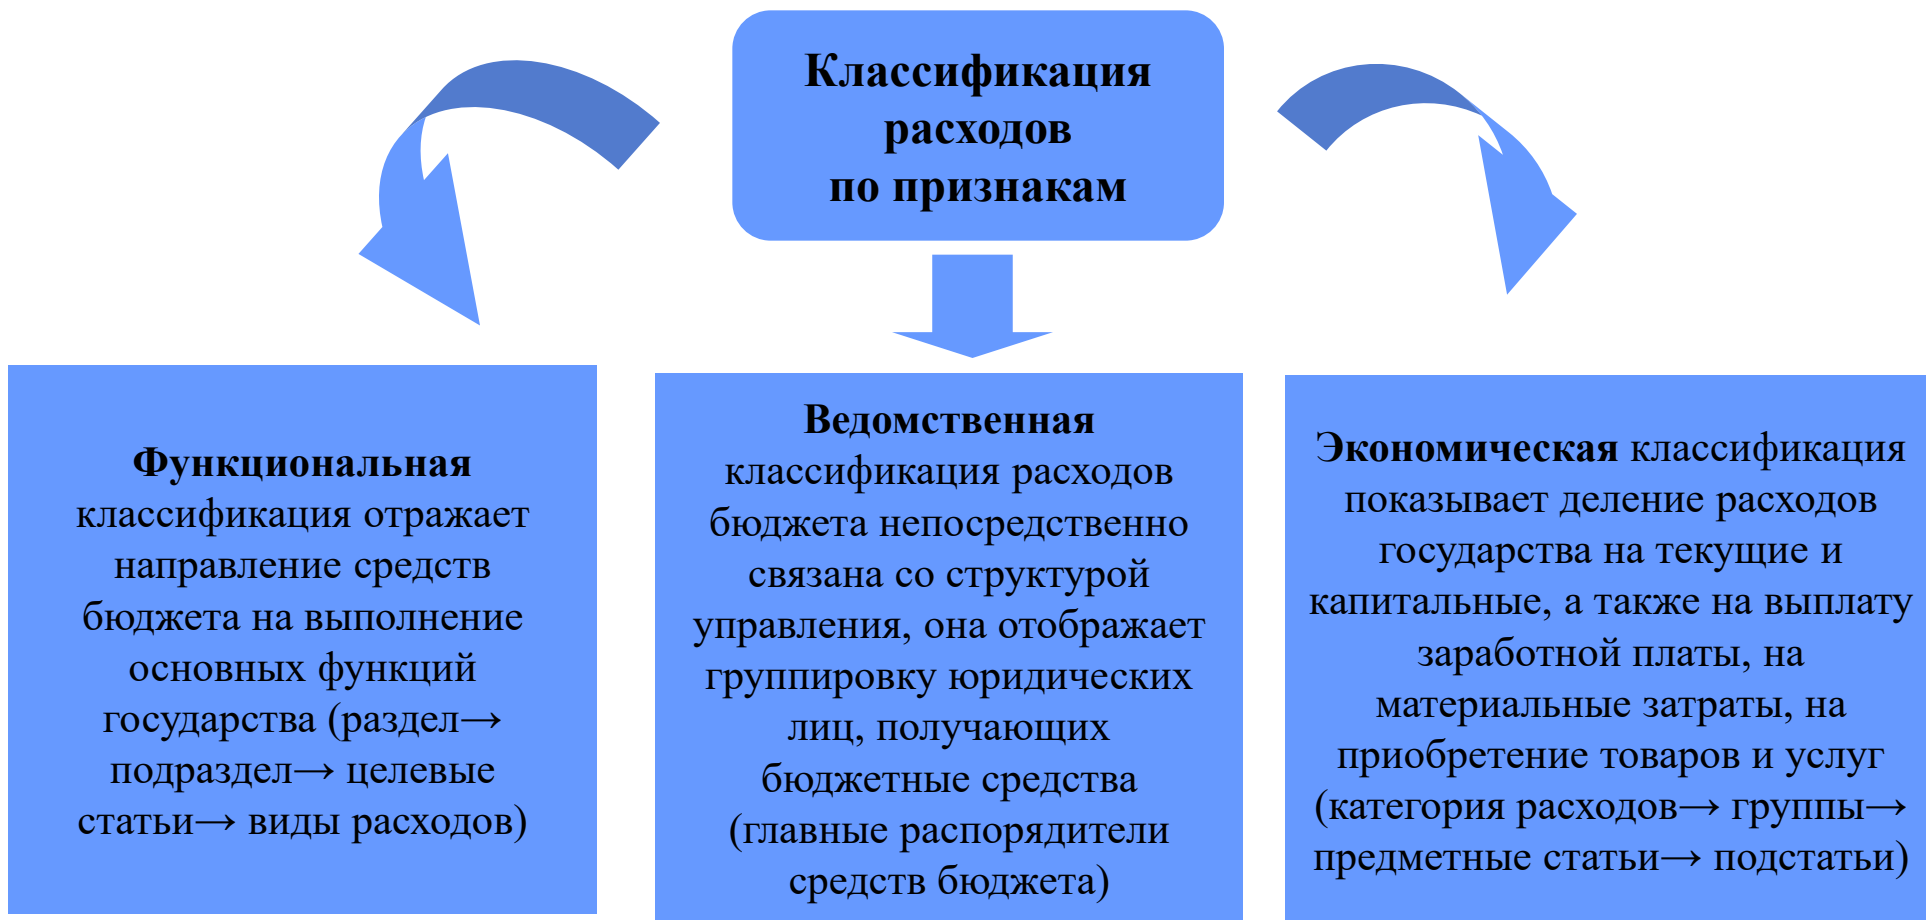 Классификация
расходов
по признакам
Функциональная
классификация отражает
направление средств
бюджета на выполнение
основных функций
государства (раздел→
подраздел→ целевые
статьи→ виды расходов)
Ведомственная
классификация расходов
бюджета непосредственно
связана со структурой
управления, она отображает
группировку юридических
лиц, получающих
бюджетные средства
(главные распорядители
средств бюджета)
Экономическая классификация
показывает деление расходов
государства на текущие и
капитальные, а также на выплату
заработной платы, на
материальные затраты, на
приобретение товаров и услуг
(категория расходов→ группы→
предметные статьи→ подстатьи)